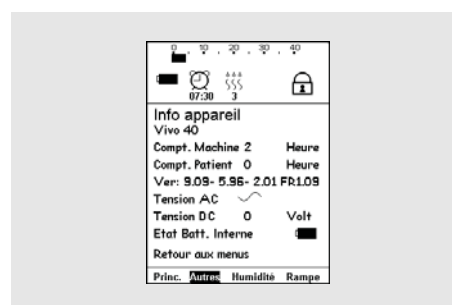 0 . 10 . 20 . 30 . 40
07:30 3
Info appareil
Vivo 40
Compt. Machine 2 Heure
Compt. Patient 0 Heure
Ver: 9.09- 5.96- 2.01 FR1.09
Tension AC
Tension DC 0 Volt
Etat Batt. Interne
Retour aux menus
Princ. Autres Humidité Rampe